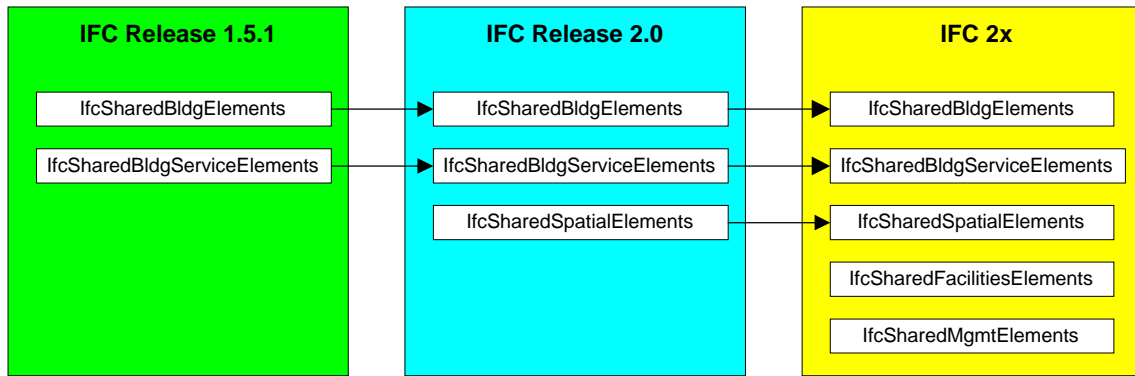 IFC Release 1.5.1
IfcSharedBldgElements
IfcSharedBldgServiceElements
IFC Release 2.0
IfcSharedBldgElements
IfcSharedBldgServiceElements
IfcSharedSpatialElements
IFC 2x
IfcSharedBldgElements
IfcSharedBldgServiceElements
IfcSharedSpatialElements
IfcSharedFacilitiesElements
IfcSharedMgmtElements